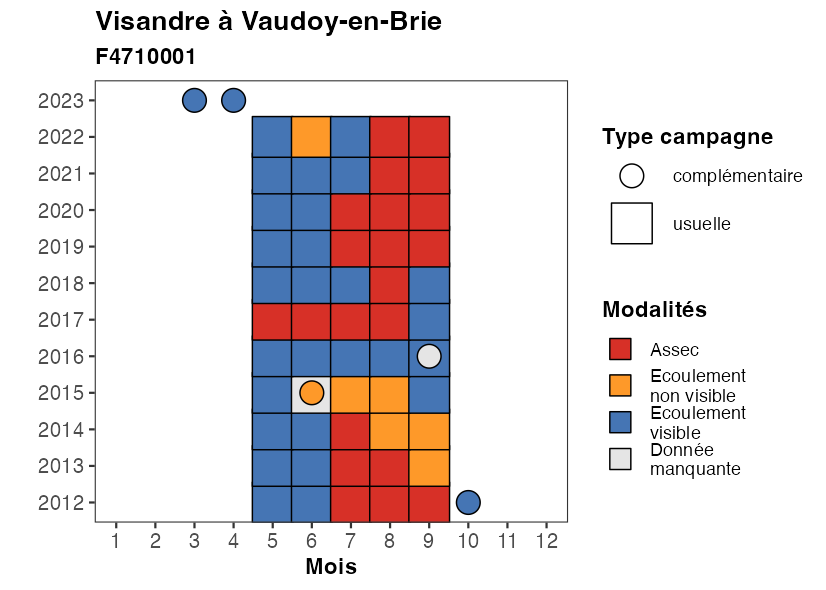 Visandre à Vaudoy-en-Brie
F4710001
2023
2022
2021
2020
2019
2018
2017
2016
2015
2014
2013
2012
1 2 3 4 5 6 7 8 9 10 11 12
Mois
Type campagne
complémentaire
usuelle
Modalités
Assec
Ecoulement
non visible
Ecoulement
visible
Donnée
manquante